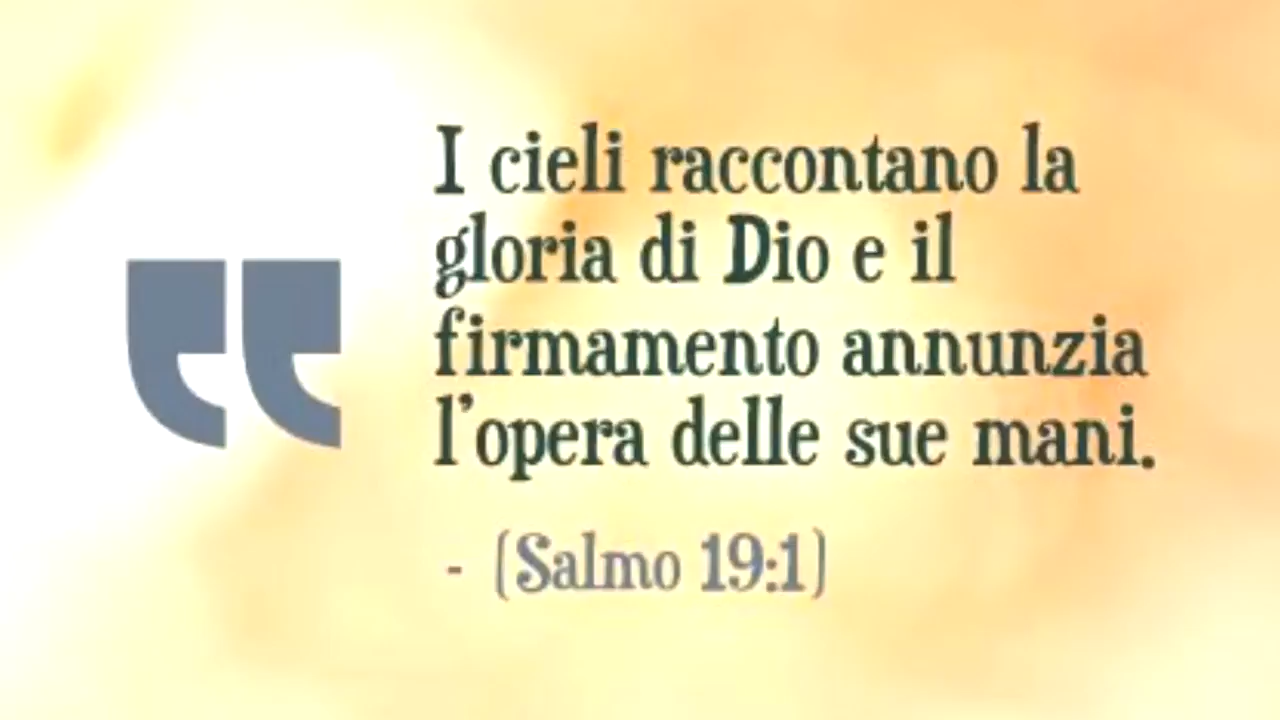 I cieli raccontano la
gloria di Dio e il
firmamento annunzia
l'opera delle sue mani.
- (Salmo 19:1)